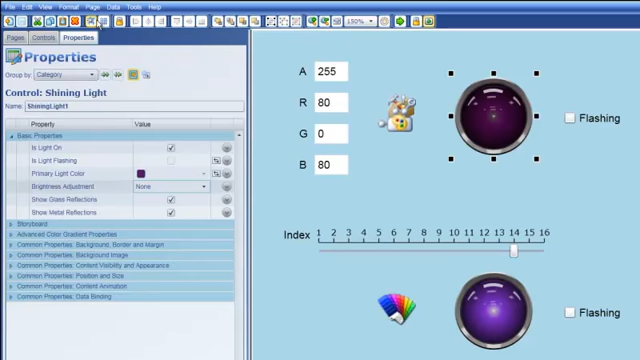 File Edit View Format Page Data Tools Help
150%
Pages Controls Properties
Properties
Group by: Category
Control: Shining Light
Name: ShiningLight1
Property Value
Basic Properties
Is Light On
Is Light Flashing
Primary Light Color
Brightness Adjustment None
Show Glass Reflections
Show Metal Reflections
Storyboard
Advanced Color Gradient Properties
Common Properties: Background, Border and Margin
Common Properties: Background Image
Common Properties: Content Visibility and Appearance
Common Properties: Position and Size
Common Properties: Content Animation
Common Properties: Data Binding
A 255
R 80
G 0
B 80
Flashing
Index 1 2 3 4 5 6 7 8 9 10 11 12 13 14 15 16
Flashing